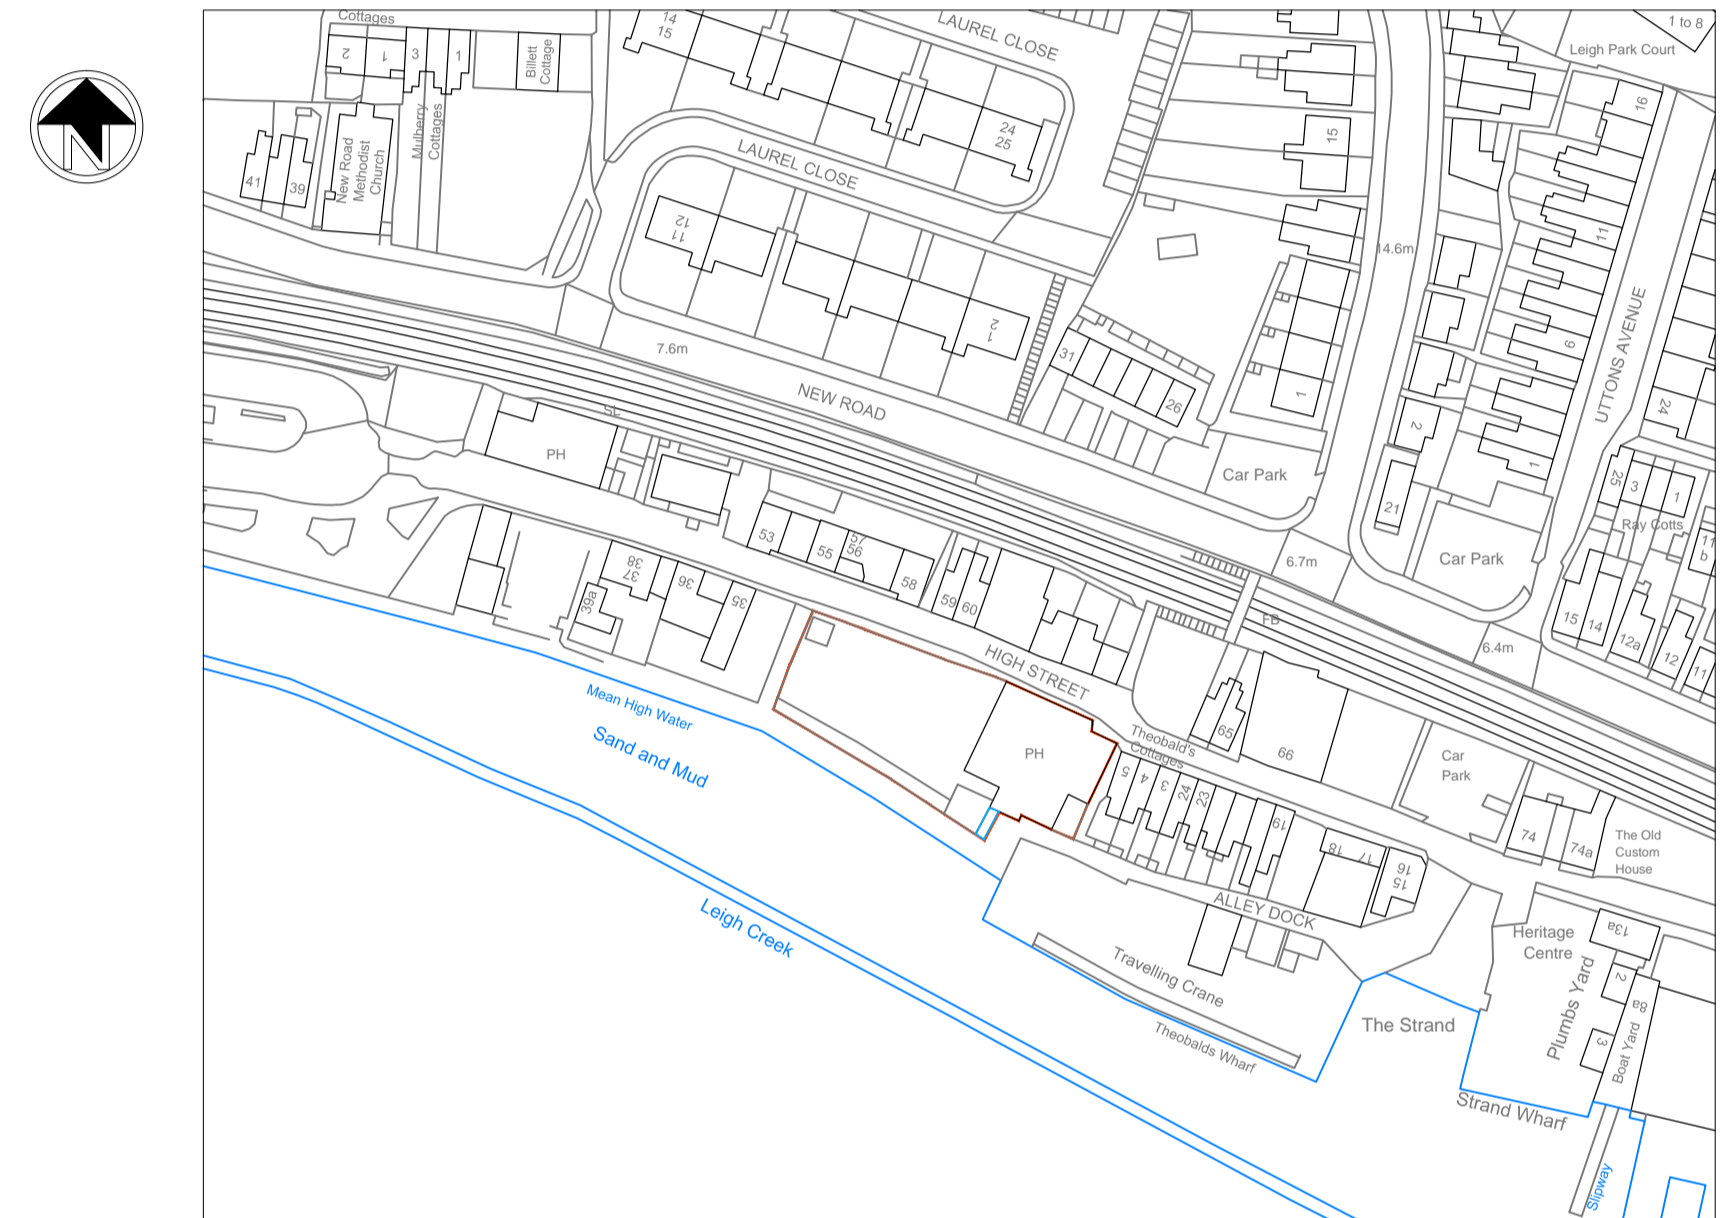 N
Cottages
2
1
3
1
Billett
Cottage
14
15
LAUREL CLOSE
1 to 8
Leigh Park Court
41
39
New Road
Methodist
Church
Mulberry
Cottages
LAUREL CLOSE
24
25
15
16
11
12
11
14.6m
9
UTTONS AVENUE
2
1
7.6m
NEW ROAD
31
26
1
2
1
24
SL
PH
Car Park
21
25
3
1
Ray Cotts
11
b
53
55
57
56
58
59
60
38
37
36
35
39a
6.7m
Car Park
FB
15
14
12a
12
11
6.4m
HIGH STREET
Mean High Water
Sand and Mud
PH
Theobald's
Cottages
65
66
Car
Park
5
4
3
24
23
19
18
17
16
15
74
74a
The Old
Custom
House
ALLEY DOCK
Leigh Creek
Travelling Crane
Theobalds Wharf
The Strand
Heritage
Centre
Plumbs Yard
13a
2
8a
3
Boat Yard
Strand Wharf
Slipway